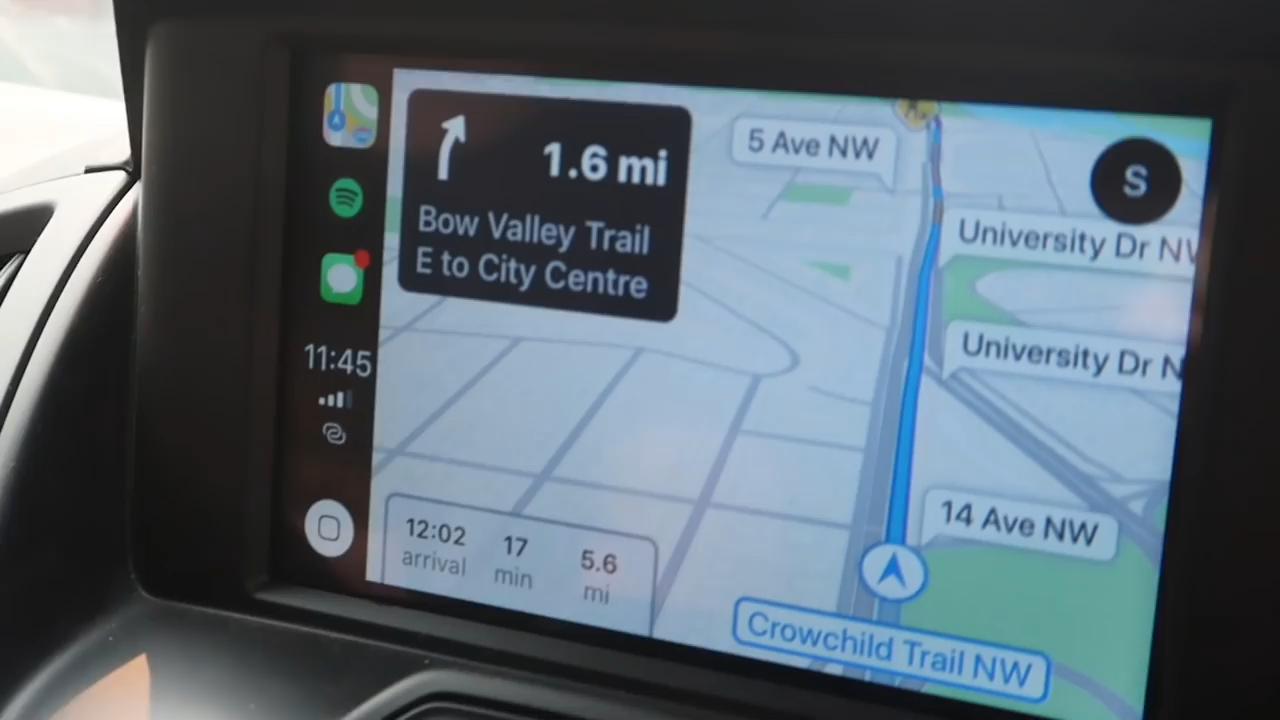 1.6 mi
Bow Valley Trail
E to City Centre
5 Ave NW
S
University Dr
University Dr N
14 Ave NW
Crowchild Trail NW
11:45
12:02 17 5.6
arrival min mi